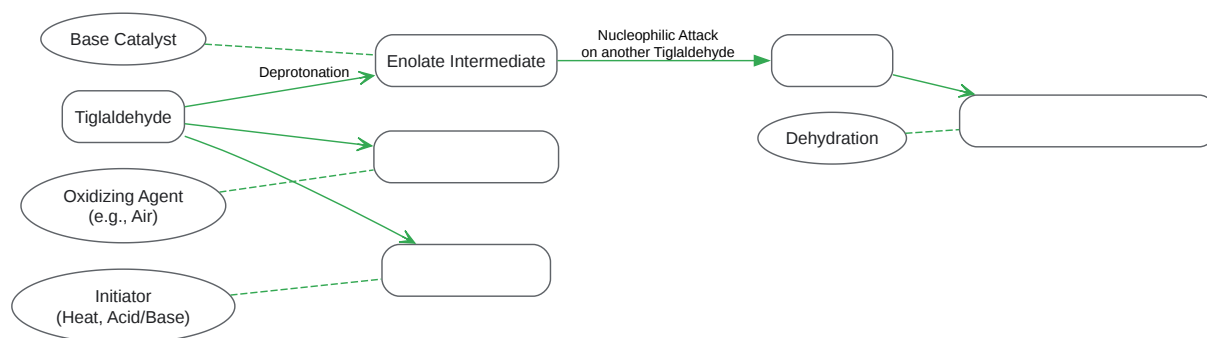 Base Catalyst
Deprotonation
Enolate Intermediate
Nucleophilic Attack
on another Tiglaldehyde
Tiglaldehyde
Dehydration
Oxidizing Agent
(e.g., Air)
Initiator
(Heat, Acid/Base)